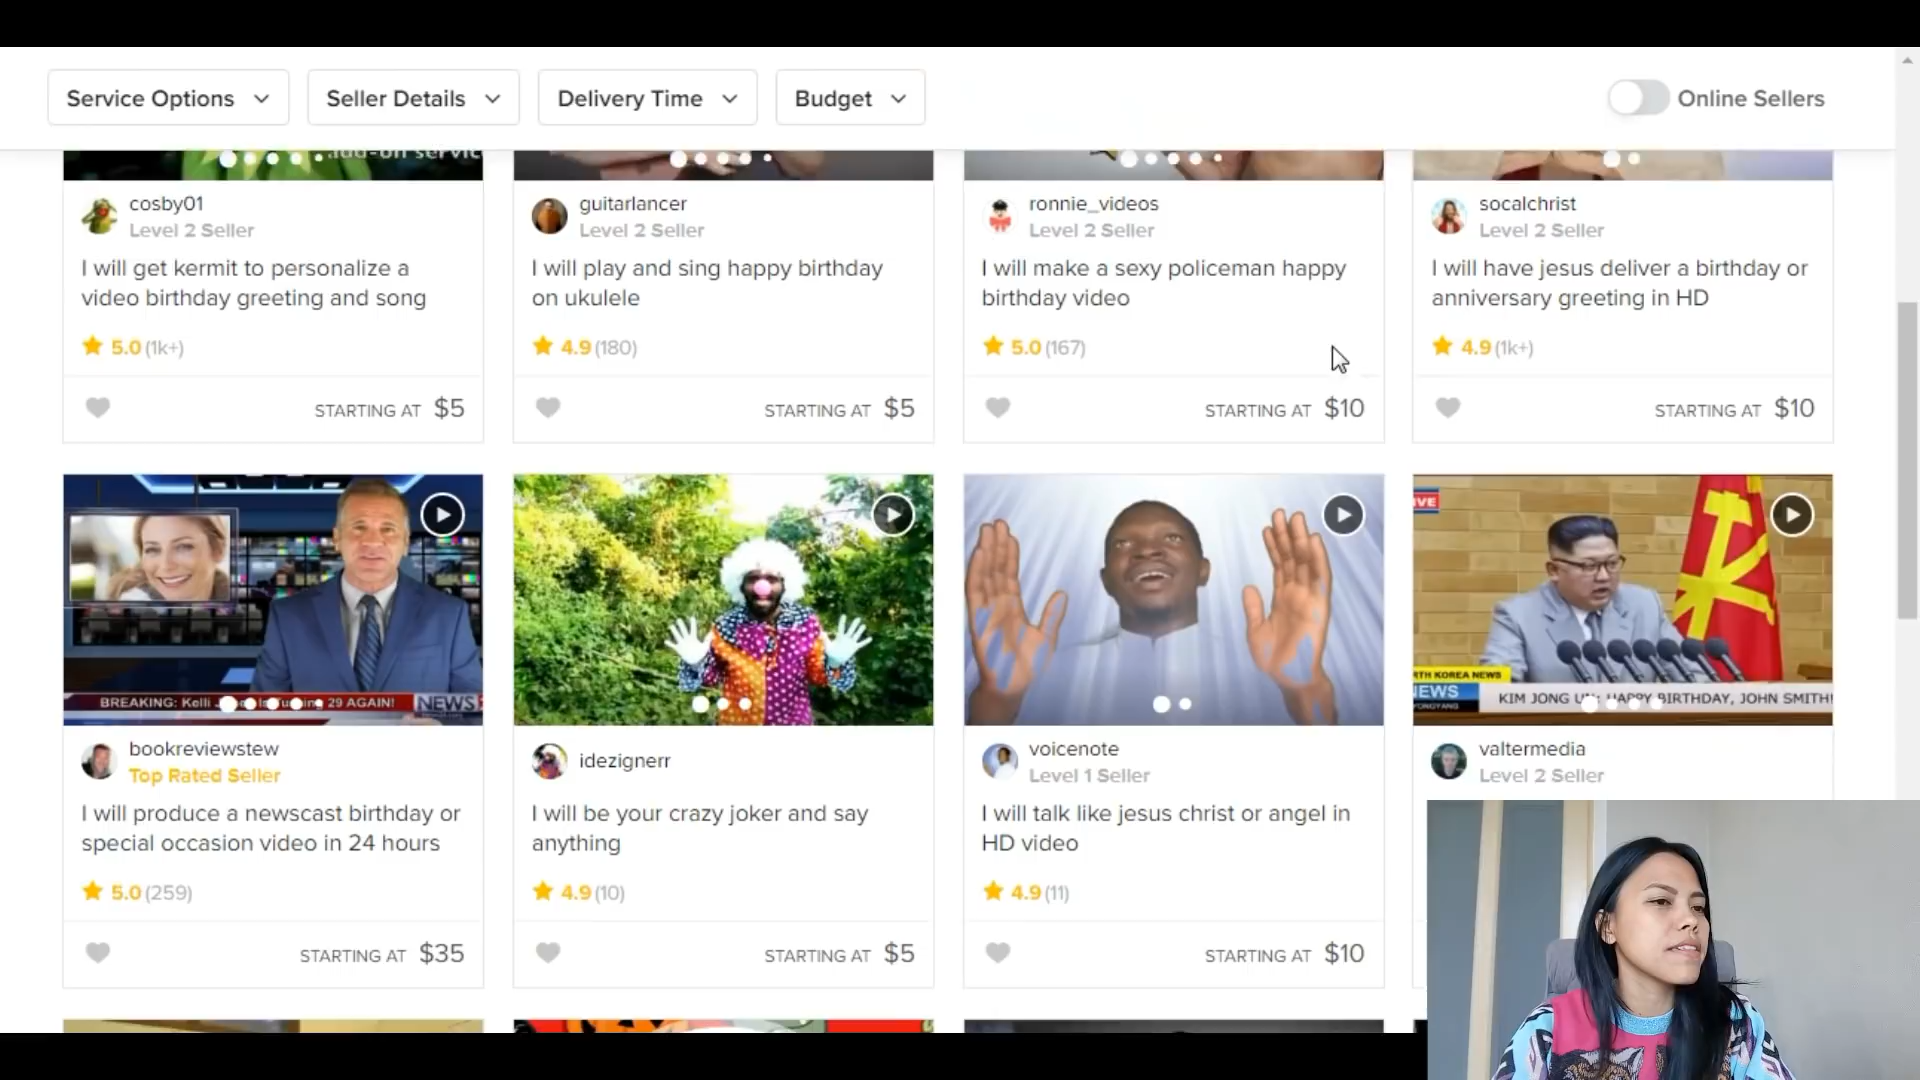 Service Options
Seller Details
Delivery Time
Budget
Online Sellers
add-on servic
cosby01
Level 2 Seller
I will get kermit to personalize a
video birthday greeting and song
5.0 (1k+)
STARTING AT $5
guitarlancer
Level 2 Seller
I will play and sing happy birthday
on ukulele
4.9 (180)
STARTING AT $5
ronnie_videos
Level 2 Seller
I will make a sexy policeman happy
birthday video
5.0 (167)
STARTING AT $10
socalchrist
Level 2 Seller
I will have jesus deliver a birthday or
anniversary greeting in HD
4.9 (1k+)
STARTING AT $10
BREAKING: Kelli 29 AGAIN!
NEWS
bookreviewstew
Top Rated Seller
I will produce a newscast birthday or
special occasion video in 24 hours
5.0 (259)
STARTING AT $35
idezignerr
I will be your crazy joker and say
anything
4.9 (10)
STARTING AT $5
voicenote
Level 1 Seller
I will talk like jesus christ or angel in
HD video
4.9 (11)
STARTING AT $10
IVE
RTH KOREA NEWS
NEWS
YONGYANG
KIM JONG UN: HAPPY BIRTHDAY, JOHN SMITH!
valtermedia
Level 2 Seller